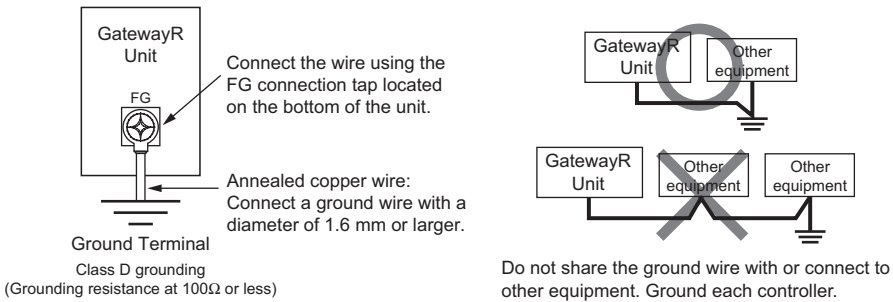 GatewayR
Unit
FG
Connect the wire using the
FG connection tap located
on the bottom of the unit.
Annealed copper wire:
Connect a ground wire with a
diameter of 1.6 mm or larger.
Ground Terminal
Class D grounding
(Grounding resistance at 100Ω or less)
GatewayR
Unit
Other
equipment
GatewayR
Unit
Other
equipment
Other
equipment
Do not share the ground wire with or connect to
other equipment. Ground each controller.